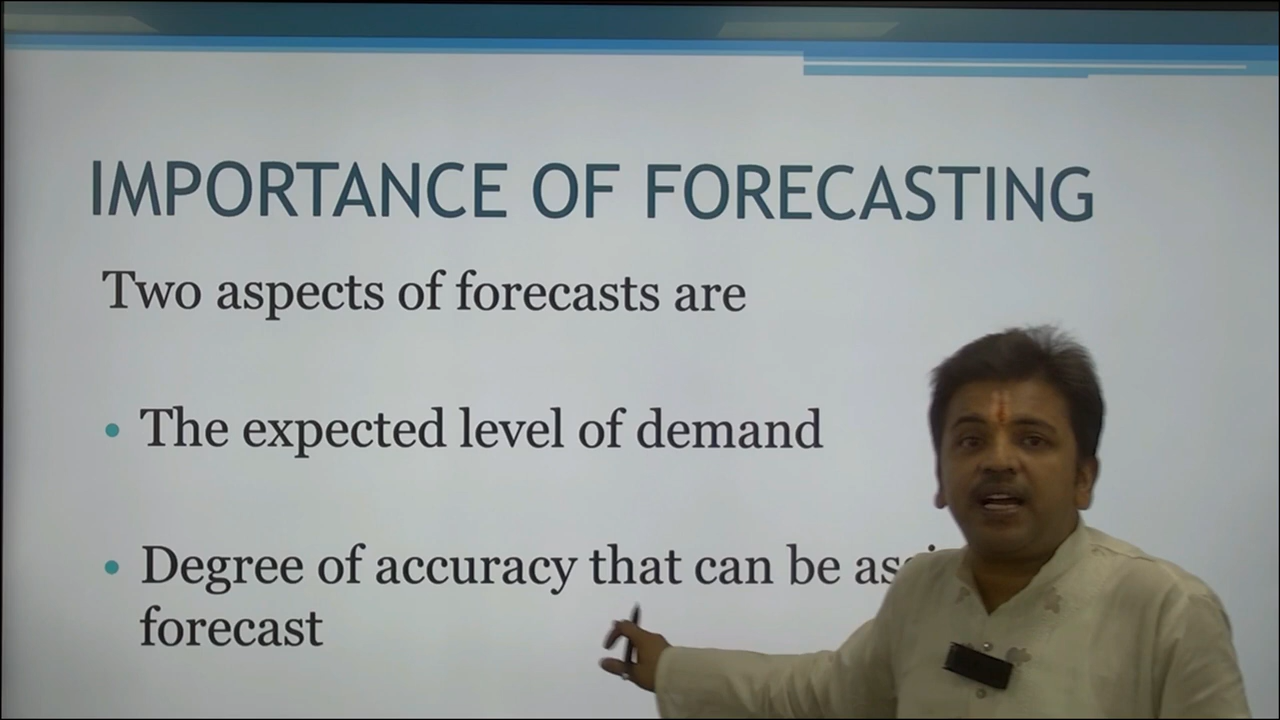 IMPORTANCE OF FORECASTING
Two aspects of forecasts are
• The expected level of demand
• Degree of accuracy that can be
forecast